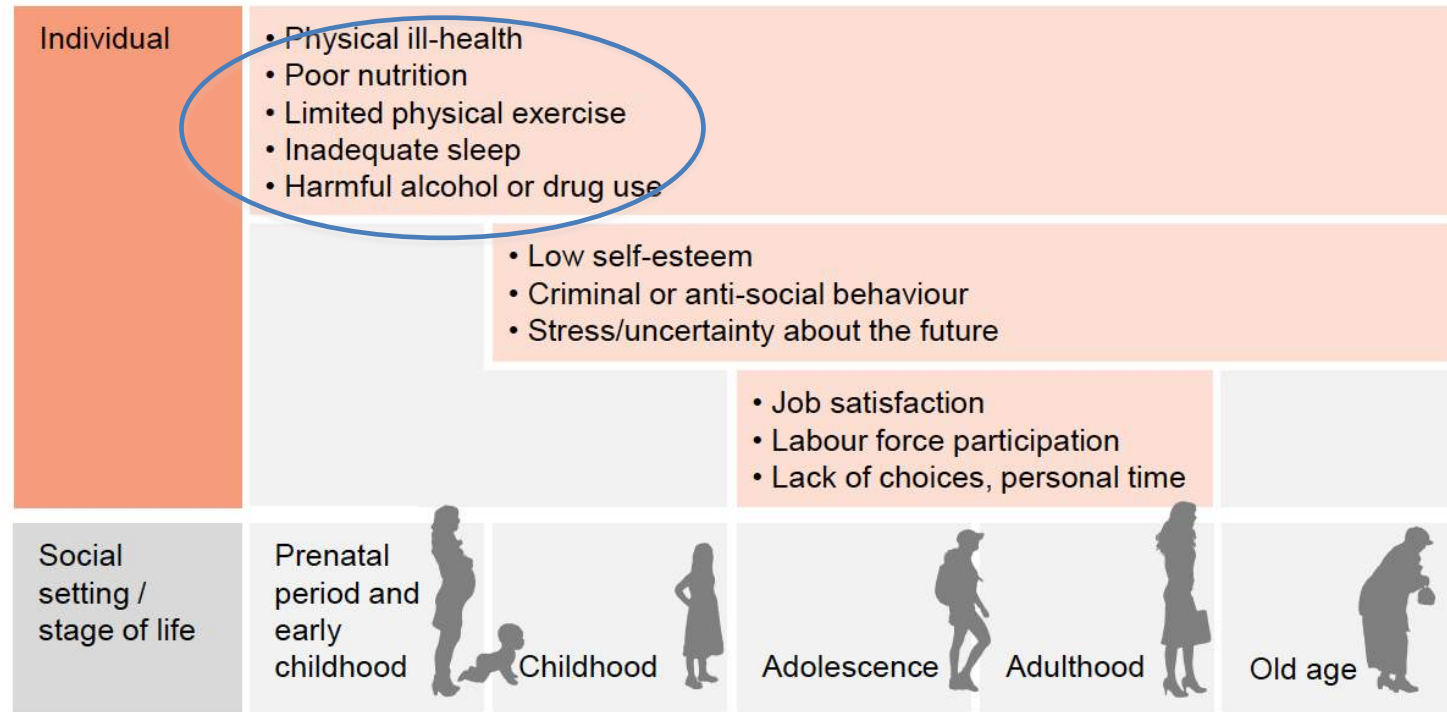 Individual
• Physical ill-health
• Poor nutrition
• Limited physical exercise
• Inadequate sleep
• Harmful alcohol or drug use
• Low self-esteem
• Criminal or anti-social behaviour
• Stress/uncertainty about the future
• Job satisfaction
• Labour force participation
• Lack of choices, personal time
Social
setting /
stage of life
Prenatal
period and
early
childhood
Childhood
Adolescence
Adulthood
Old age